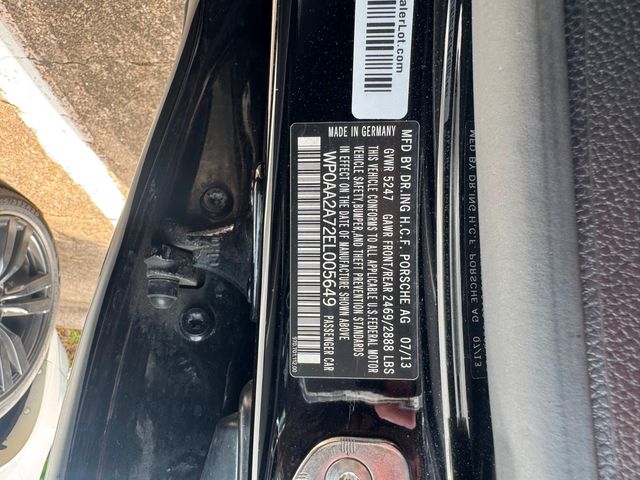 alerLot.com
MADE IN GERMANY
MFD BY DR.ING H.C.F. PORSCHE AG 07/13
GVWR 5247 GAWR FRONT/REAR 2469/2888 LBS
THIS VEHICLE CONFORMS TO ALL APPLICABLE U.S.FEDERAL MOTOR
VEHICLE SAFETY,BUMPER,AND THEFT PREVENTION STANDARDS
IN EFFECT ON THE DATE OF MANUFACTURE SHOWN ABOVE
WP0AA2A72EL005649 PASSENGER CAR